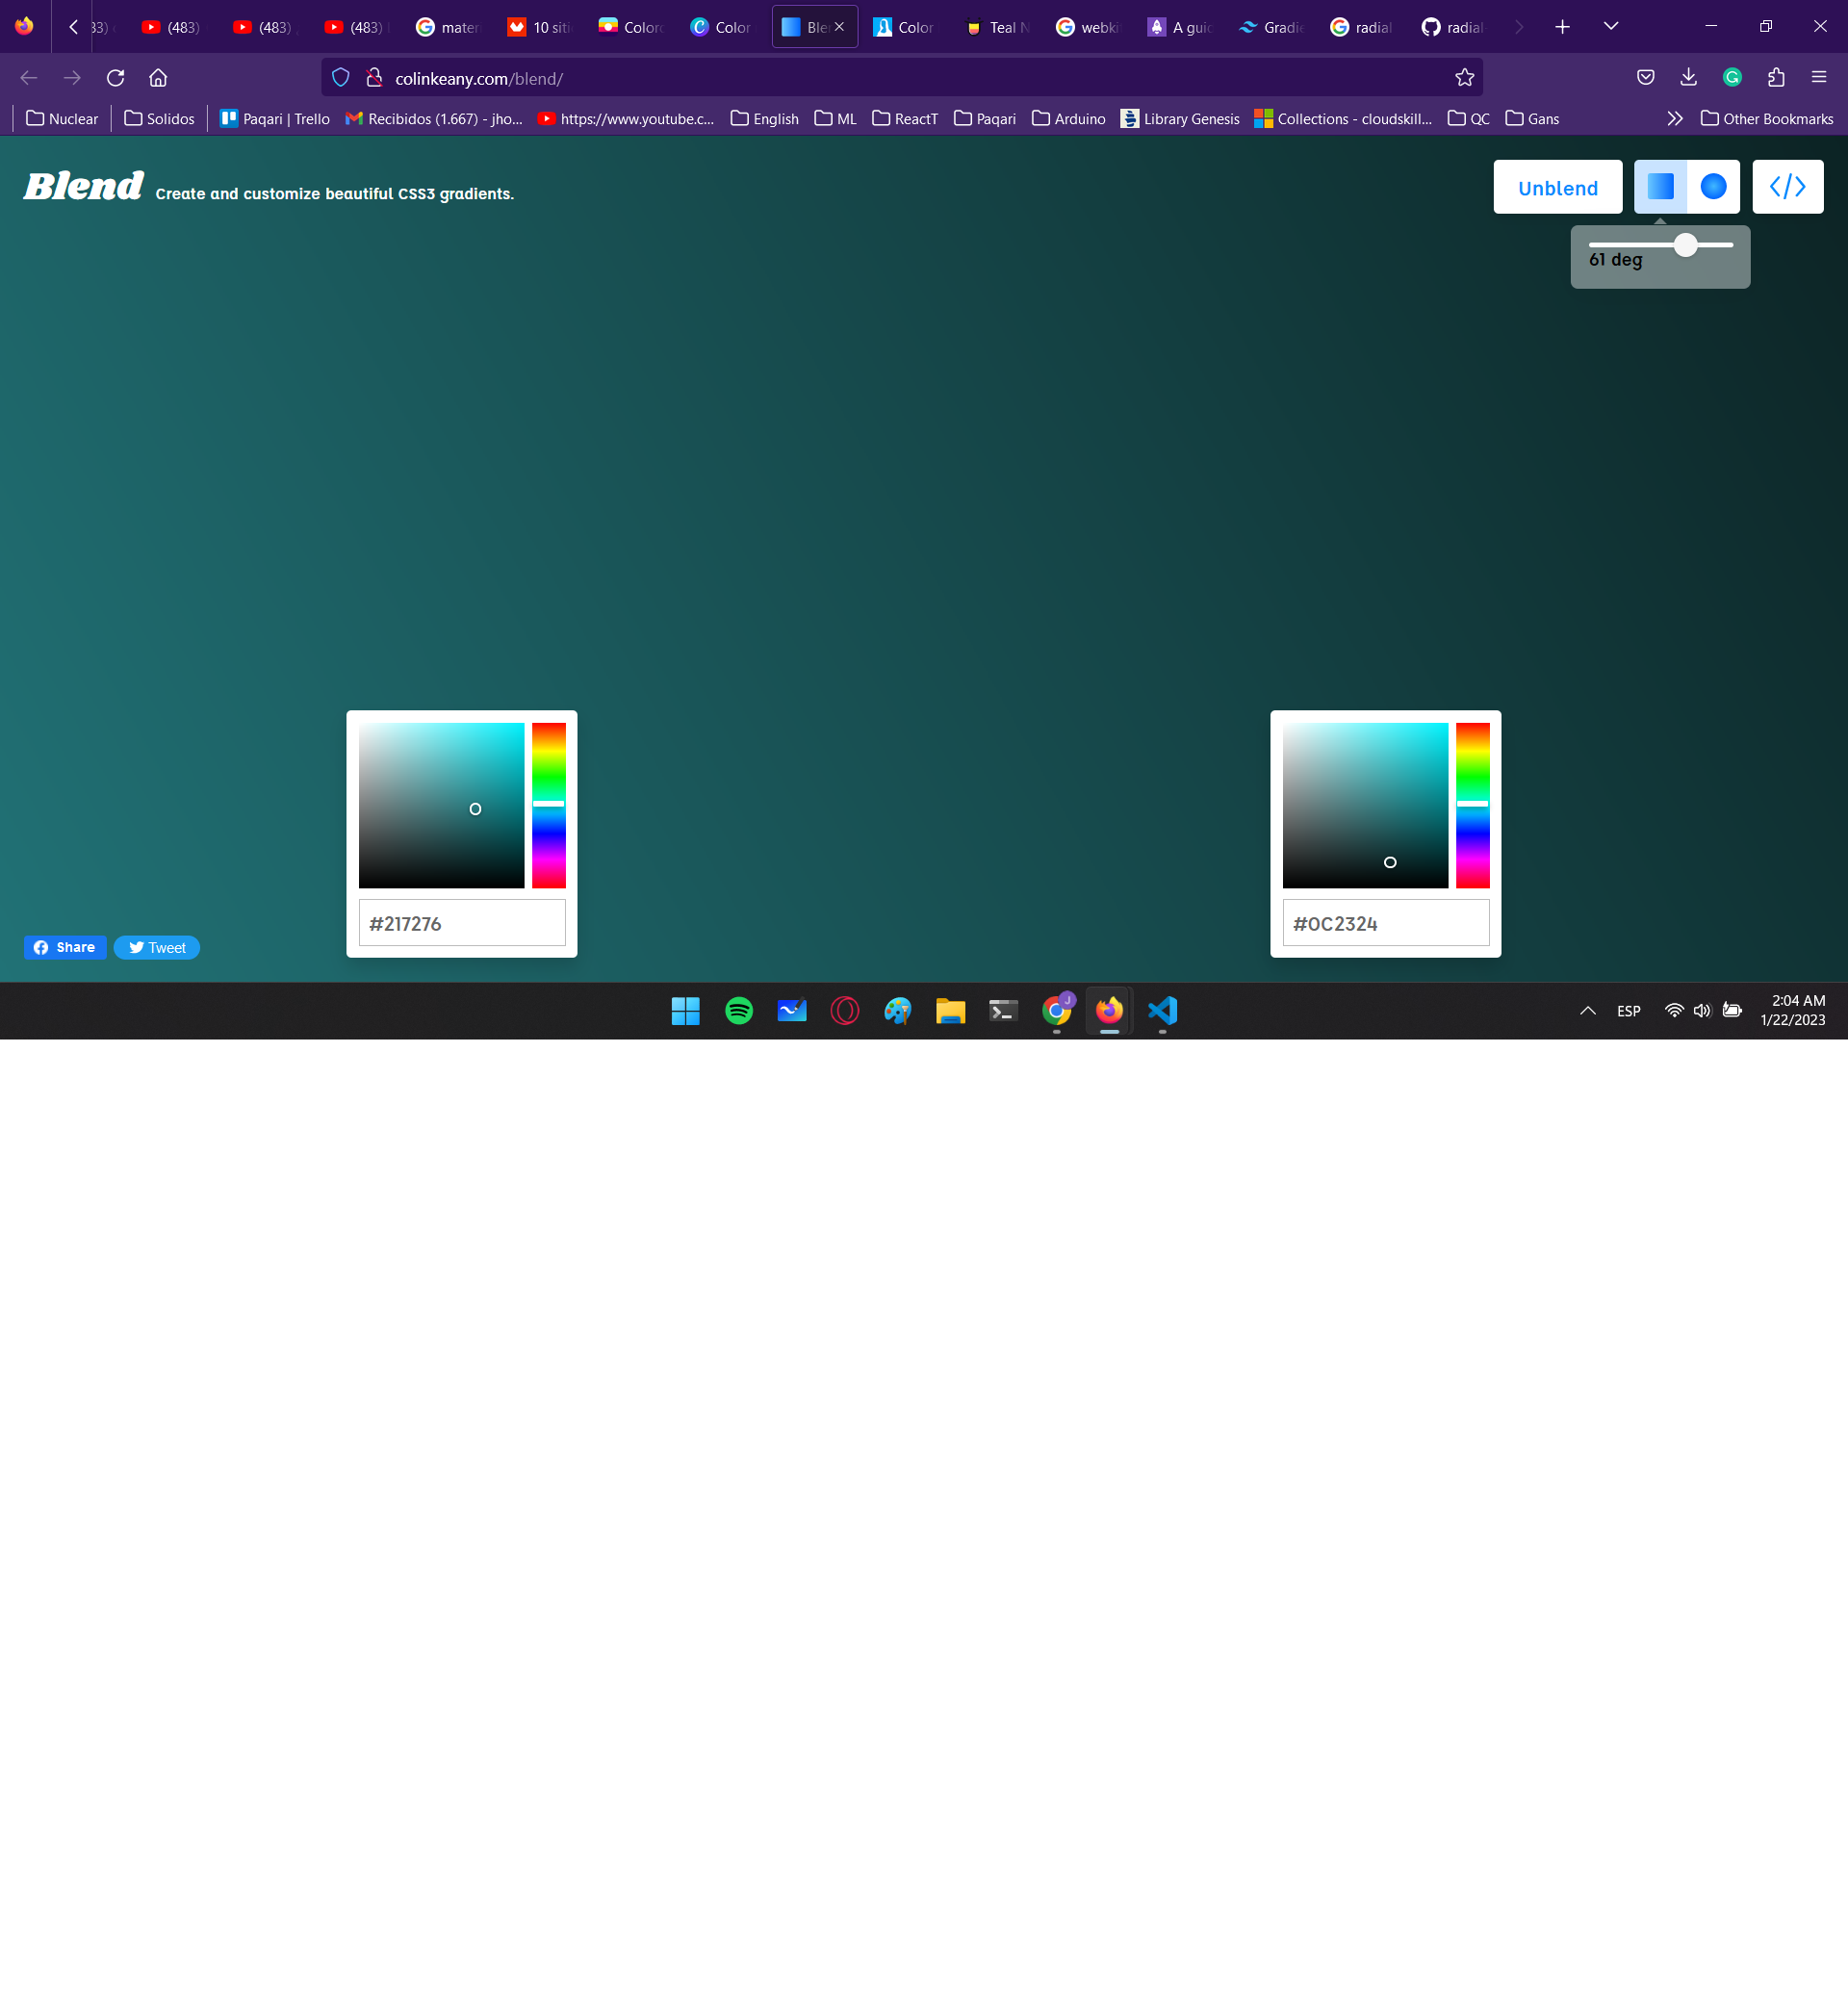 (483)
(483)
(483)
mater
10 siti
Color
Color
Ble
Color
Teal N
webki
A guid
Gradie
radial
radial
colinkeany.com/blend/
Nuclear
Solidos
Paqari | Trello
Recibidos (1.667) - jho...
https://www.youtube.c...
English
ML
ReactT
Paqari
Arduino
Library Genesis
Collections - cloudskill...
QC
Gans
Other Bookmarks
Blend
Create and customize beautiful CSS3 gradients.
Unblend
</>
61 deg
#217276
#0C2324
Share
Tweet
J
ESP
2:04 AM
1/22/2023